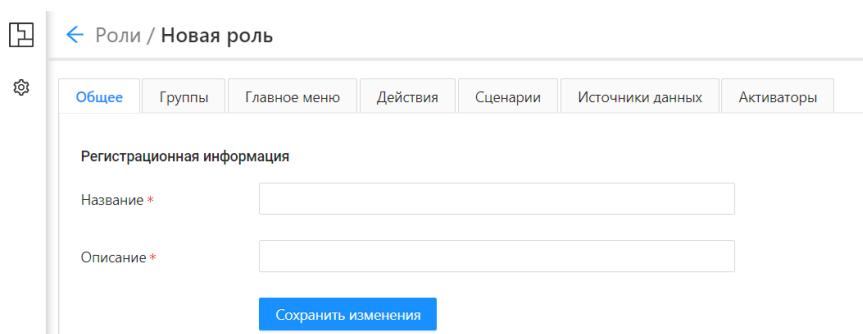 Роли / Новая роль
Общее Группы Главное меню Действия Сценарии Источники данных Активаторы
Регистрационная информация
Название *
Описание *
Сохранить изменения